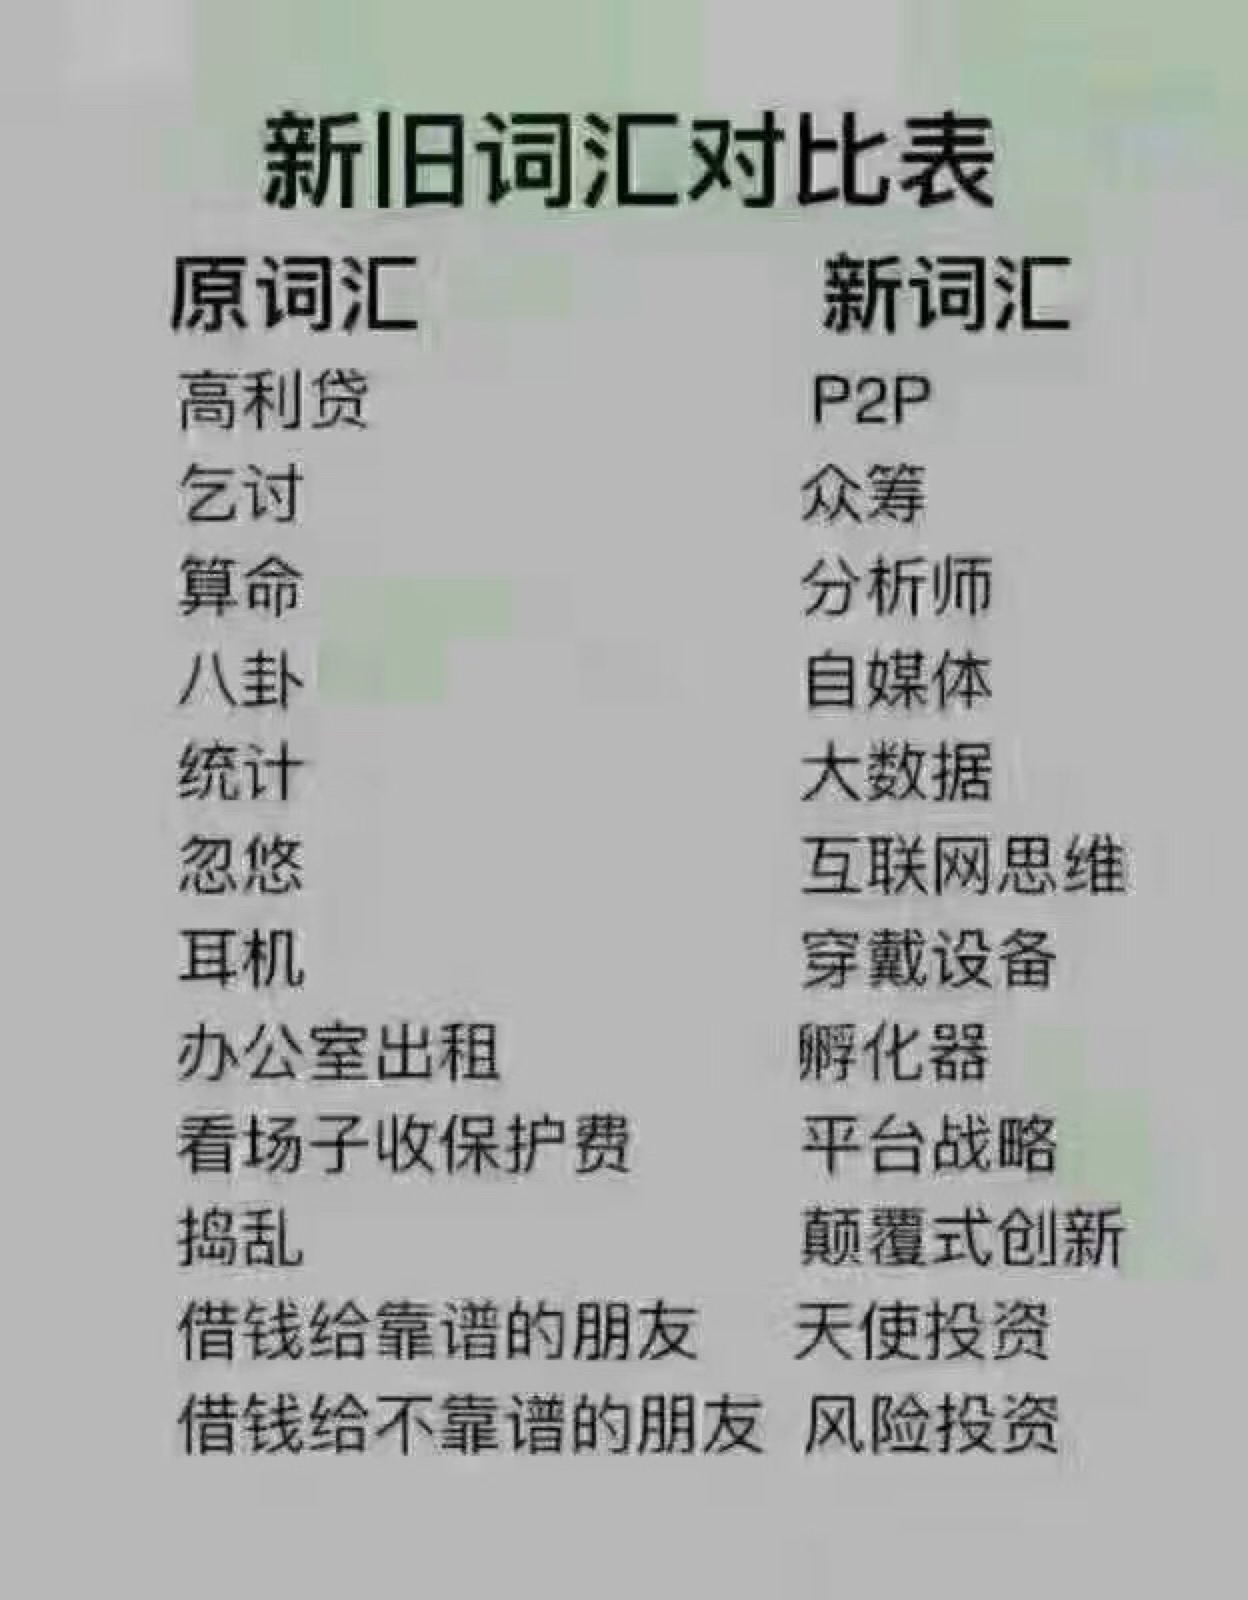 新旧词汇对比表
原词汇 新词汇
高利贷 P2P
乞讨 众筹
算命 分析师
八卦 自媒体
统计 大数据
忽悠 互联网思维
耳机 穿戴设备
办公室出租 孵化器
看场子收保护费 平台战略
捣乱 颠覆式创新
借钱给靠谱的朋友 天使投资
借钱给不靠谱的朋友 风险投资